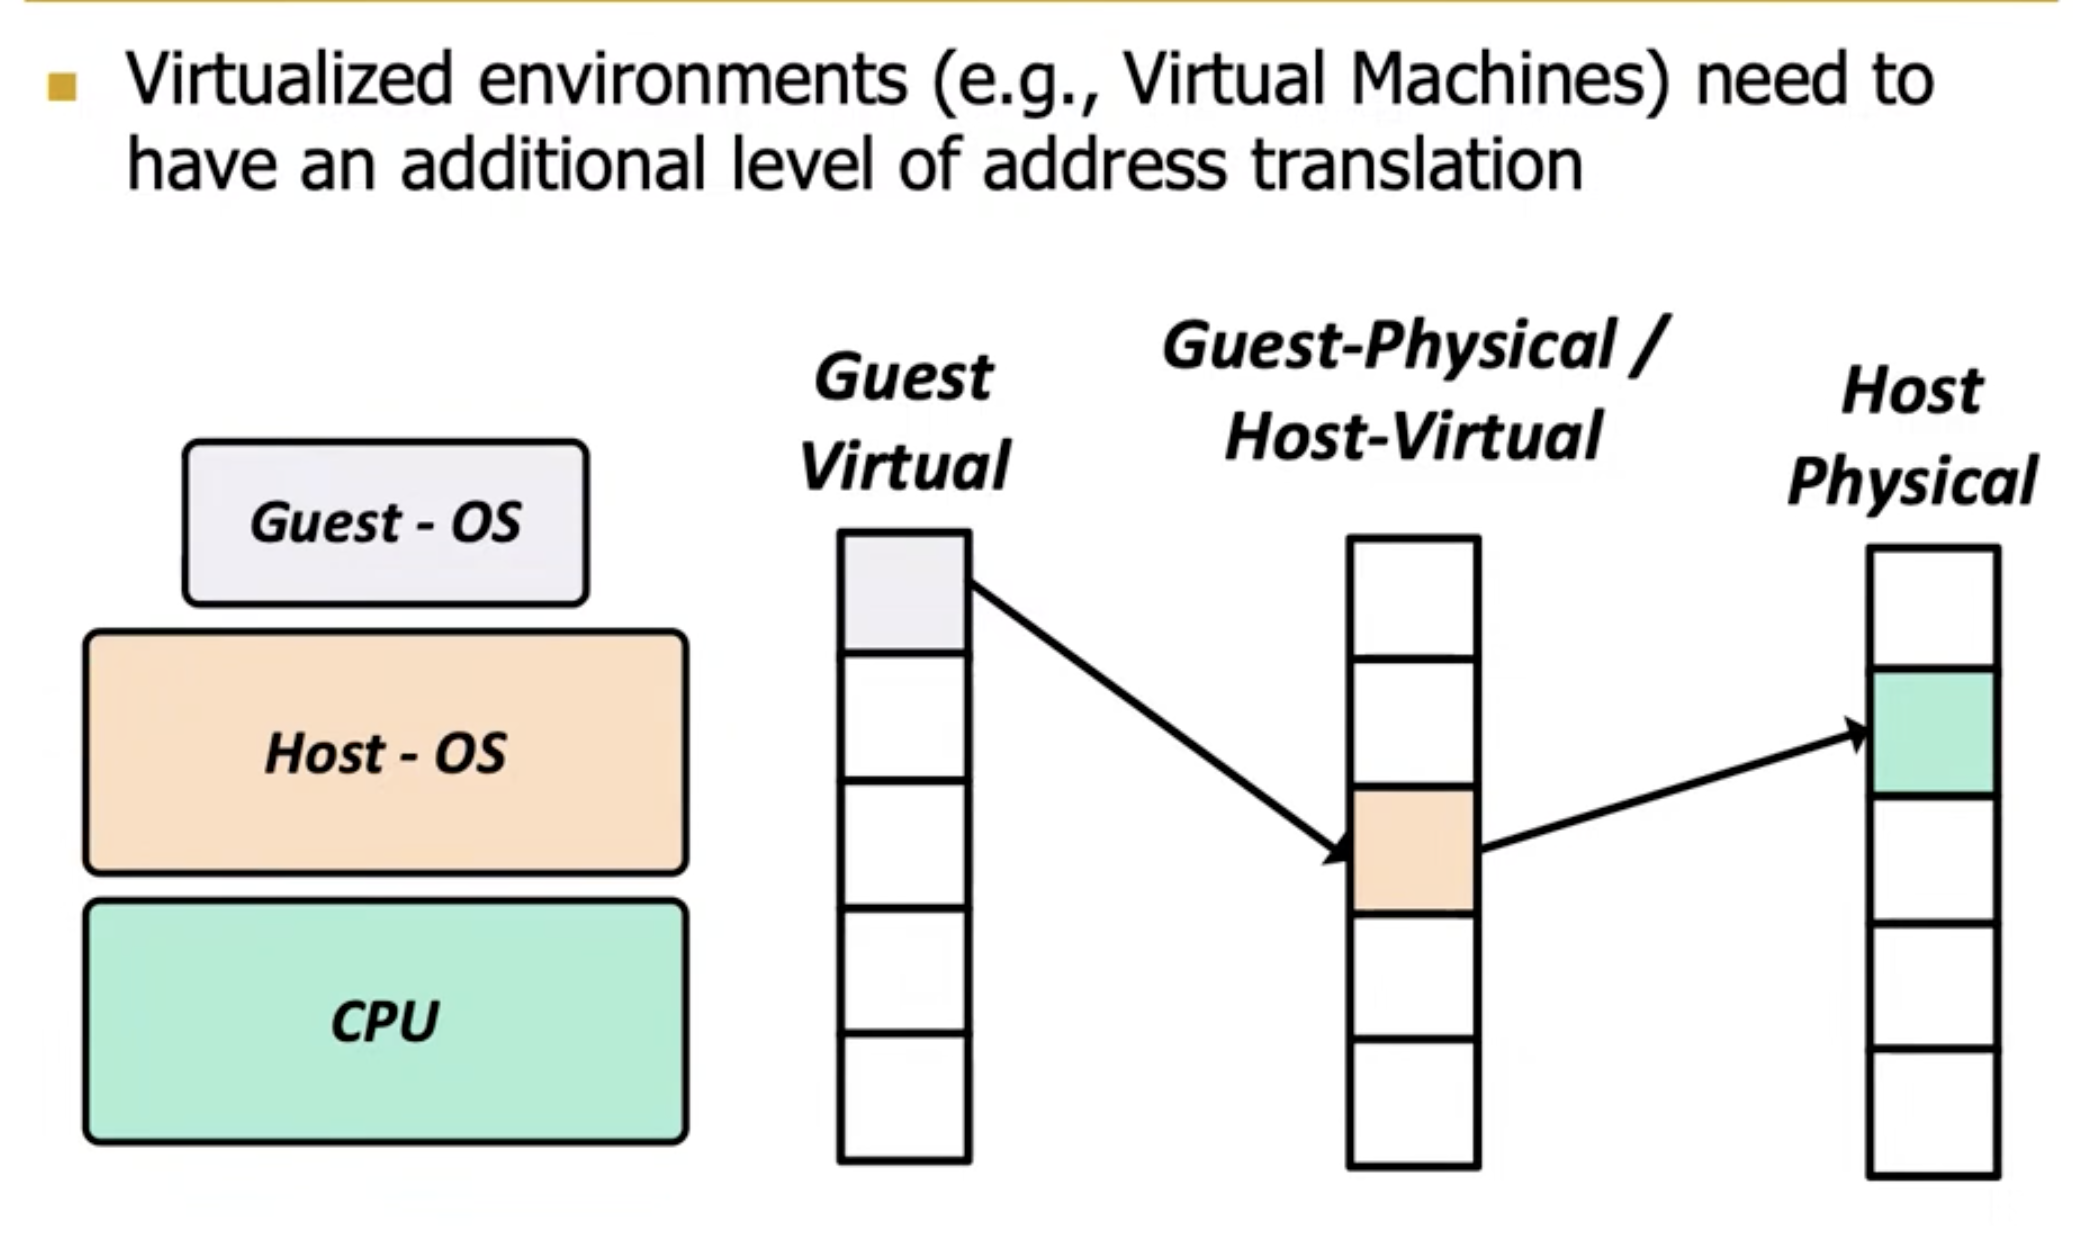 Virtualized environments (e.g., Virtual Machines) need to
have an additional level of address translation
Guest
Virtual
Guest-Physical /
Host-Virtual
Host
Physical
Guest - OS
Host - OS
CPU